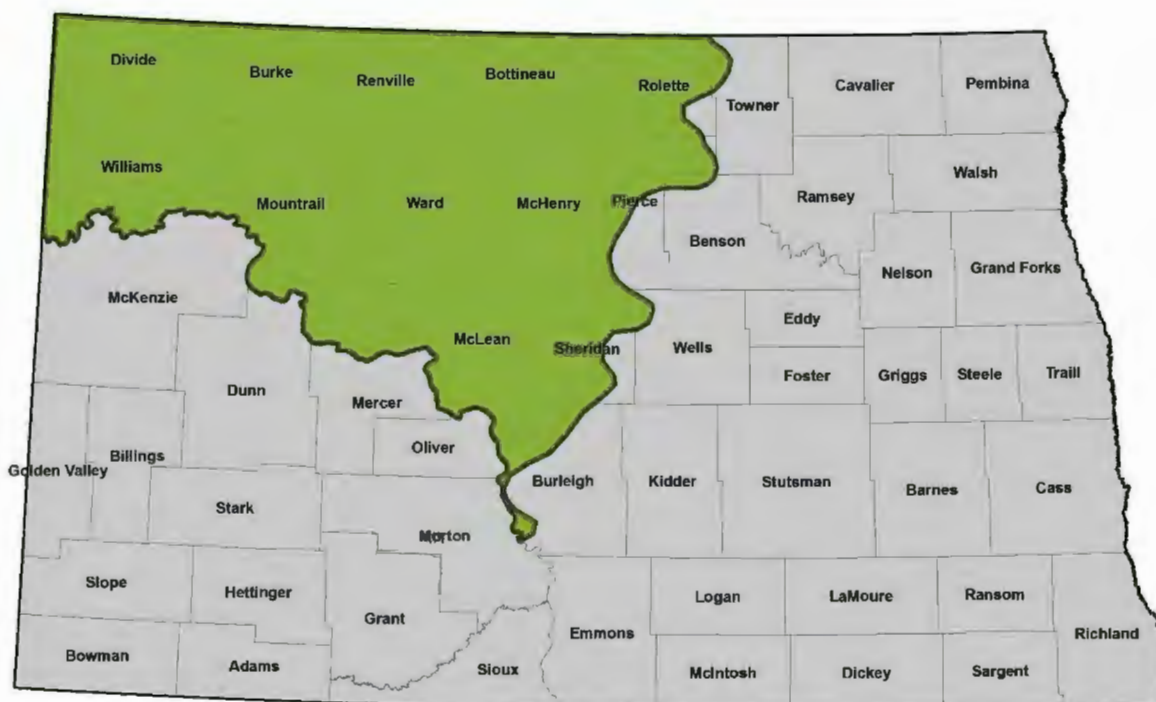 Divide
Burke
Renville
Bottineau
Rolette
Towner
Cavalier
Pembina
Williams
Mountrail
Ward
McHenry
Pierce
Ramsey
Walsh
Benson
Nelson
Grand Forks
McKenzie
McLean
Sheridan
Wells
Eddy
Foster
Griggs
Steele
Traill
Dunn
Mercer
Oliver
Golden Valley
Billings
Stark
Morton
Burleigh
Kidder
Stutsman
Barnes
Cass
Slope
Hettinger
Grant
Emmons
Logan
LaMoure
Ransom
Richland
Bowman
Adams
Sioux
McIntosh
Dickey
Sargent